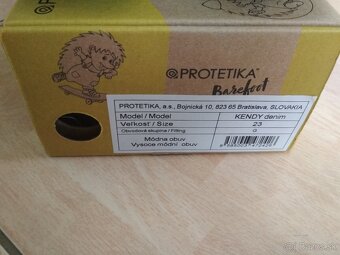 PROTETIKA
Barefoot
PROTETIKA, a.s., Bojnická 10, 823 65 Bratislava, SLOVAKIA
Model / Model KENDY denim
Veľkosť / Size 23
Obvodová skupina / Fitting G
Módna obuv
Vysoce módní obuv